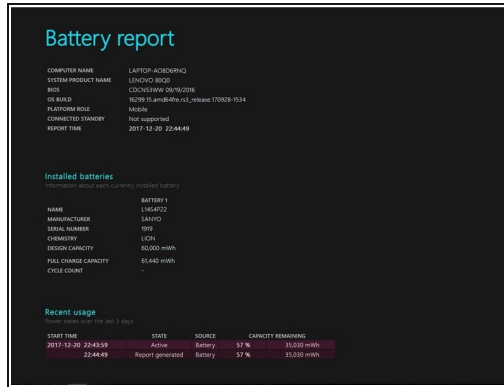 Battery report
COMPUTER NAME LAPTOP-AO8D6RNQ
SYSTEM PRODUCT NAME LENOVO 80Q0
BIOS CDCN53WW 09/19/2016
OS BUILD 16299.15.amd64fre.rs3_release.170928-1534
PLATFORM ROLE Mobile
CONNECTED STANDBY Not supported
REPORT TIME 2017-12-20 22:44:49
Installed batteries
Information about each currently installed battery
BATTERY 1
NAME L14S4P22
MANUFACTURER SANYO
SERIAL NUMBER 1919
CHEMISTRY LION
DESIGN CAPACITY 60,000 mWh
FULL CHARGE CAPACITY 61,440 mWh
CYCLE COUNT -
Recent usage
Power states over the last 3 days
START TIME STATE SOURCE CAPACITY REMAINING
2017-12-20 22:43:59 Active Battery 57 % 35,030 mWh
22:44:49 Report generated Battery 57 % 35,030 mWh